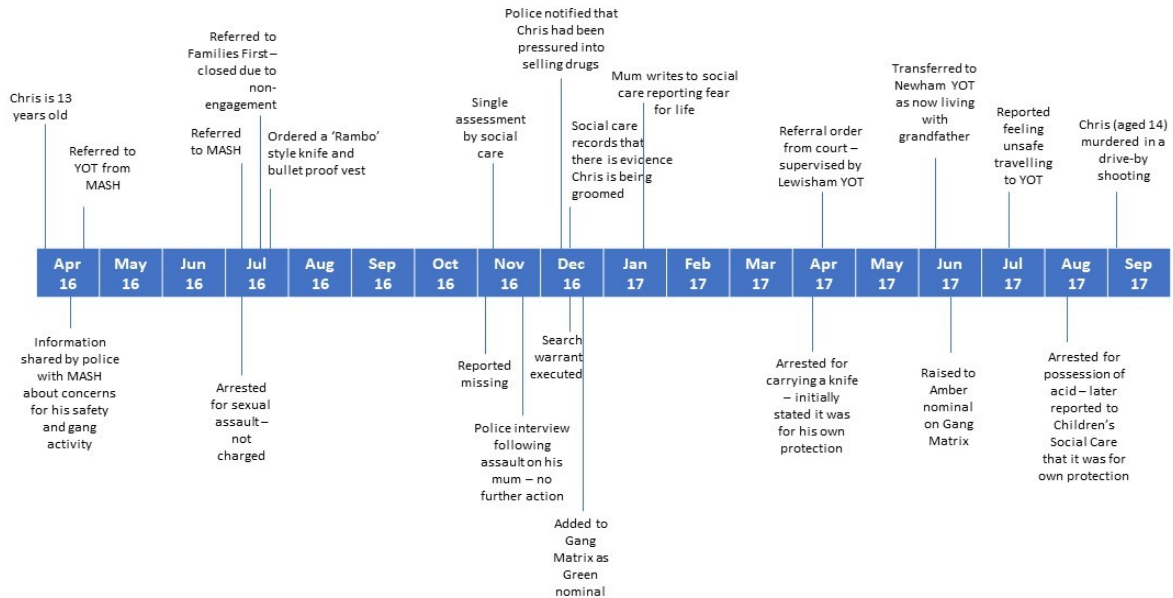 Chris is 13
years old
Referred to
YOT from
MASH
Referred to
Families First –
closed due to
non-
engagement
Referred
to MASH
Ordered a ‘Rambo’
style knife and
bullet proof vest
Single
assessment
by social
care
Police notified that
Chris had been
pressured into
selling drugs
Social care
records that
there is evidence
Chris is being
groomed
Mum writes to social
care reporting fear
for life
Referral order
from court –
supervised by
Lewisham YOT
Transferred to
Newham YOT
as now living
with
grandfather
Reported
feeling
unsafe
travelling
to YOT
Chris (aged 14)
murdered in a
drive-by
shooting
Apr
16
May
16
Jun
16
Jul
16
Aug
16
Sep
16
Oct
16
Nov
16
Dec
16
Jan
17
Feb
17
Mar
17
Apr
17
May
17
Jun
17
Jul
17
Aug
17
Sep
17
Information
shared by police
with MASH
about concerns
for his safety
and gang
activity
Arrested
for sexual
assault – not
charged
Reported
missing
Police interview
following
assault on his
mum – no
further action
Search
warrant
executed
Added to
Gang
Matrix as
Green
nominal
Arrested for
carrying a knife
– initially
stated it was
for his own
protection
Raised to
Amber
nominal
on Gang
Matrix
Arrested for
possession of
acid – later
reported to
Children’s
Social Care
that it was for
own protection